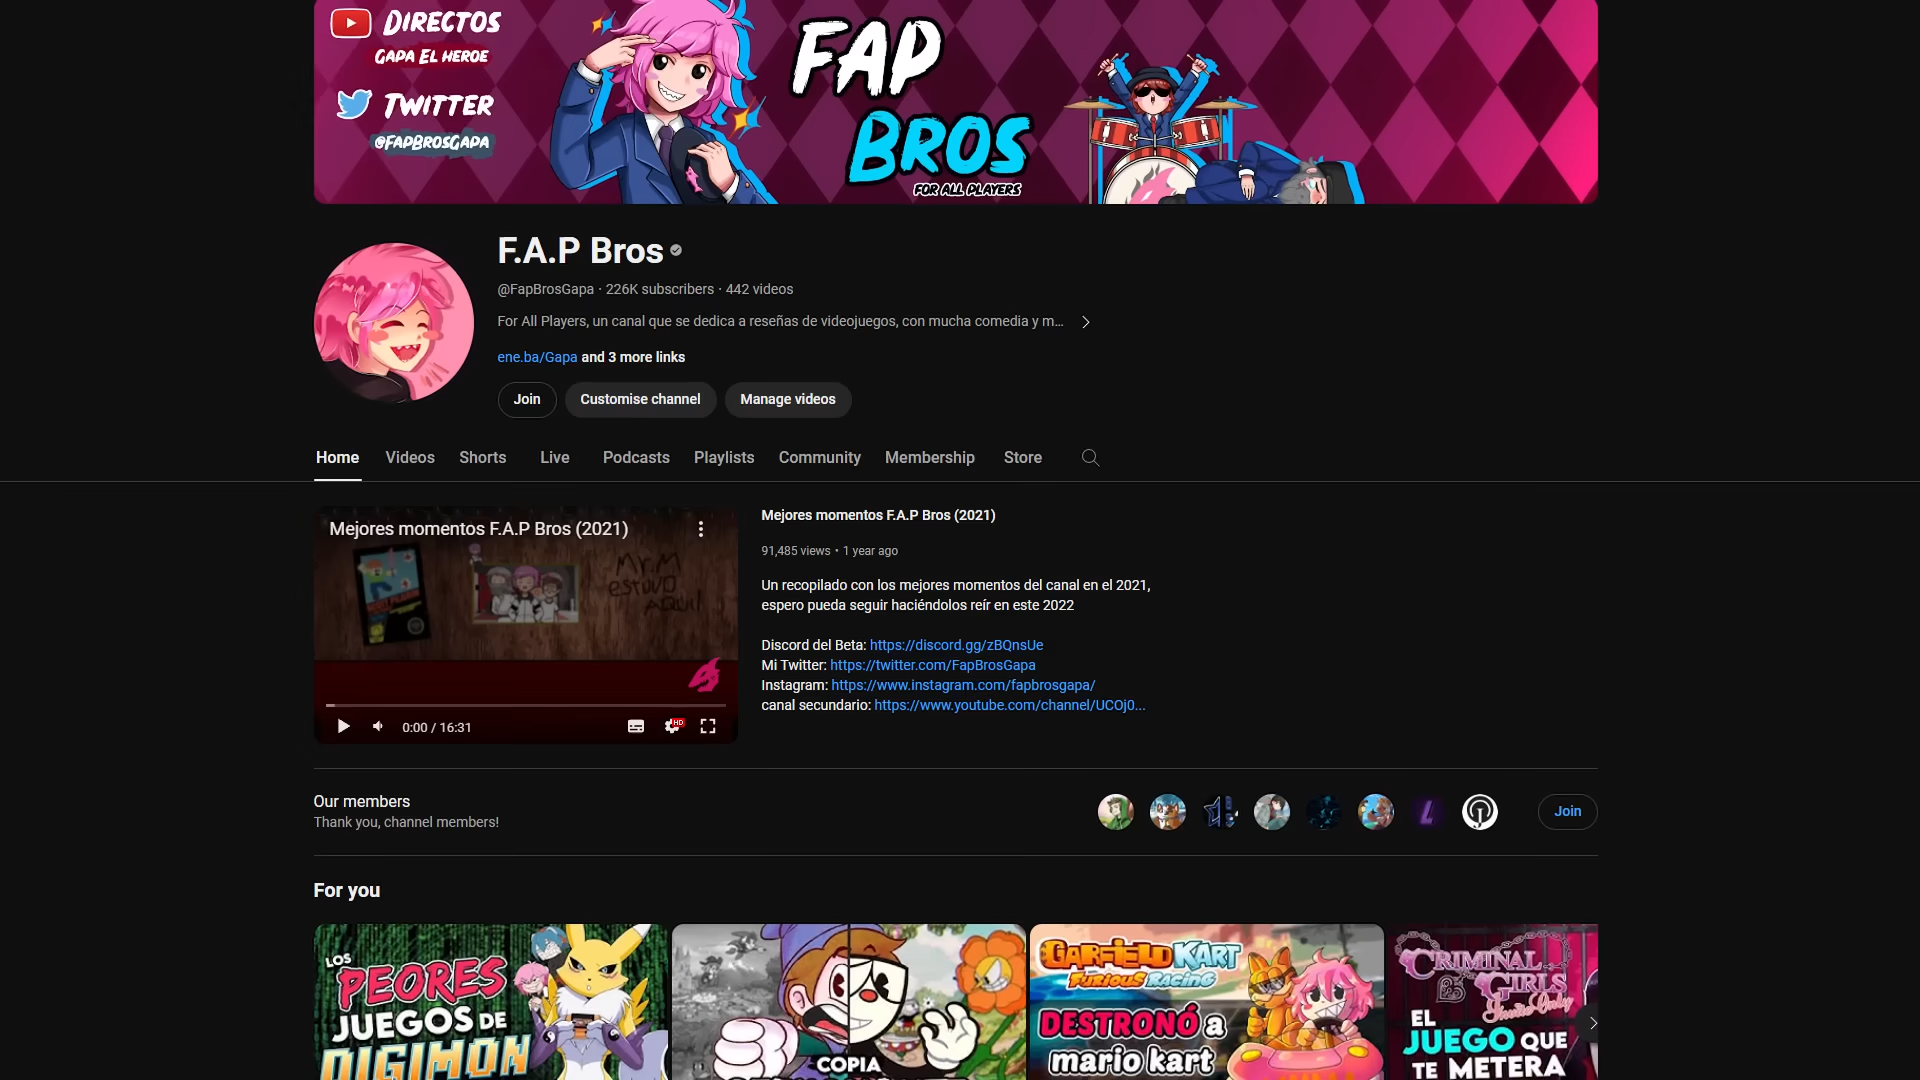 DIRECTOS
GAPA EL HEROE
TWITTER
@FAPBROSGAPA
FAP
BROS
FOR ALL PLAYERS
F.A.P Bros
@FapBrosGapa · 226K subscribers · 442 videos
For All Players, un canal que se dedica a reseñas de videojuegos, con mucha comedia y m...
ene.ba/Gapa and 3 more links
Join
Customise channel
Manage videos
Home
Videos
Shorts
Live
Podcasts
Playlists
Community
Membership
Store
Mejores momentos F.A.P Bros (2021)
Mr.M
estuvo
AQUI
0:00 / 16:31
HD
Mejores momentos F.A.P Bros (2021)
91,485 views • 1 year ago
Un recopilado con los mejores momentos del canal en el 2021,
espero pueda seguir haciéndolos reír en este 2022
Discord del Beta: https://discord.gg/zBQnsUe
Mi Twitter: https://twitter.com/FapBrosGapa
Instagram: https://www.instagram.com/fapbrosgapa/
canal secundario: https://www.youtube.com/channel/UCOj0...
Our members
Thank you, channel members!
L
Join
For you
LOS
PEORES
JUEGOS DE
DIGIMON
COPIA
GARFIELD KART
FURIOUS RACING
DESTRONÓ a
mario kart
CRIMINAL
GIRLS
Invite Only
EL
JUEGO QUE
TE METERA